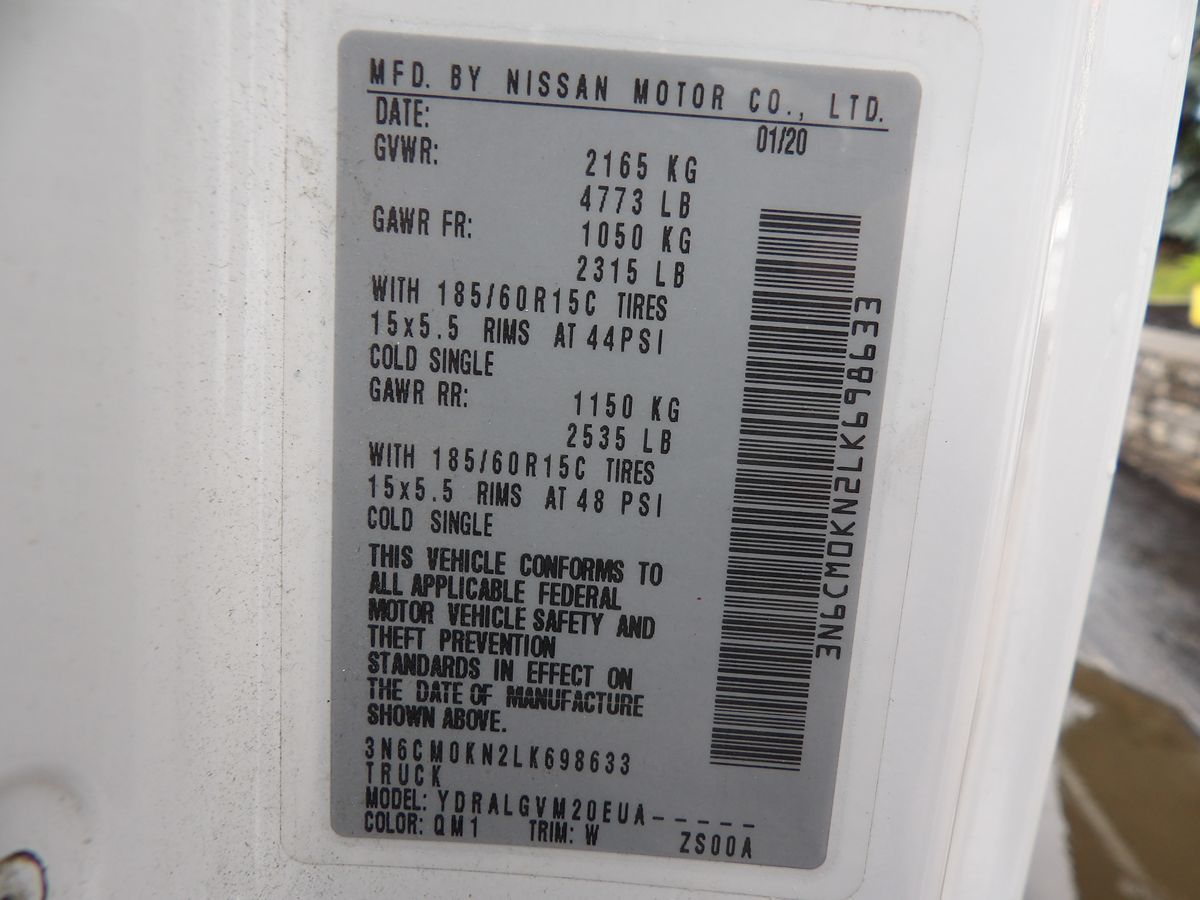 MFD. BY NISSAN MOTOR CO., LTD.
DATE: 01/20
GVWR: 2165 KG
4773 LB
GAWR FR: 1050 KG
2315 LB
WITH 185/60R15C TIRES
15x5.5 RIMS AT 44PSI
COLD SINGLE
GAWR RR: 1150 KG
2535 LB
WITH 185/60R15C TIRES
15x5.5 RIMS AT 48 PSI
COLD SINGLE
THIS VEHICLE CONFORMS TO
ALL APPLICABLE FEDERAL
MOTOR VEHICLE SAFETY AND
THEFT PREVENTION
STANDARDS IN EFFECT ON
THE DATE OF MANUFACTURE
SHOWN ABOVE.
3N6CM0KN2LK698633
TRUCK
MODEL: YDRALGVM20EUA-----
COLOR: QM1 TRIM: W ZS00A
3N6CM0KN2LK698633